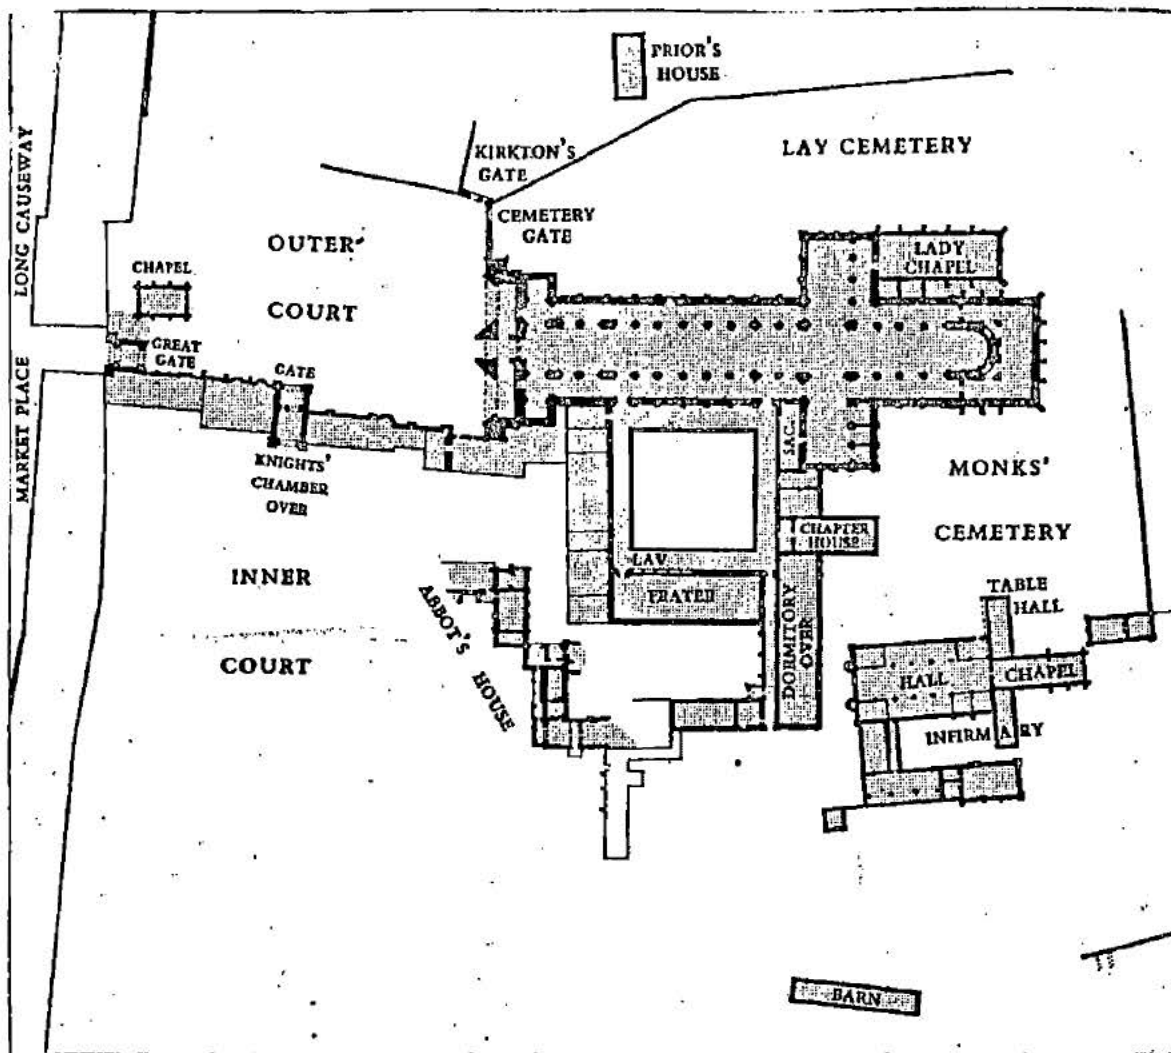 PRIOR'S
HOUSE
LAY CEMETERY
KIRKTON'S
GATE
CEMETERY
GATE
LONG CAUSEWAY
OUTER
COURT
CHAPEL
LADY
CHAPEL
GREAT
GATE
GATE
MARKET PLACE
KNIGHTS'
CHAMBER
OVER
SAC.
MONKS'
CEMETERY
CHAPTER
HOUSE
LAV.
FRATER
INNER
COURT
ABBOT'S
HOUSE
DORMITORY
OVER
TABLE
HALL
HALL
CHAPEL
INFIRMARY
BARN